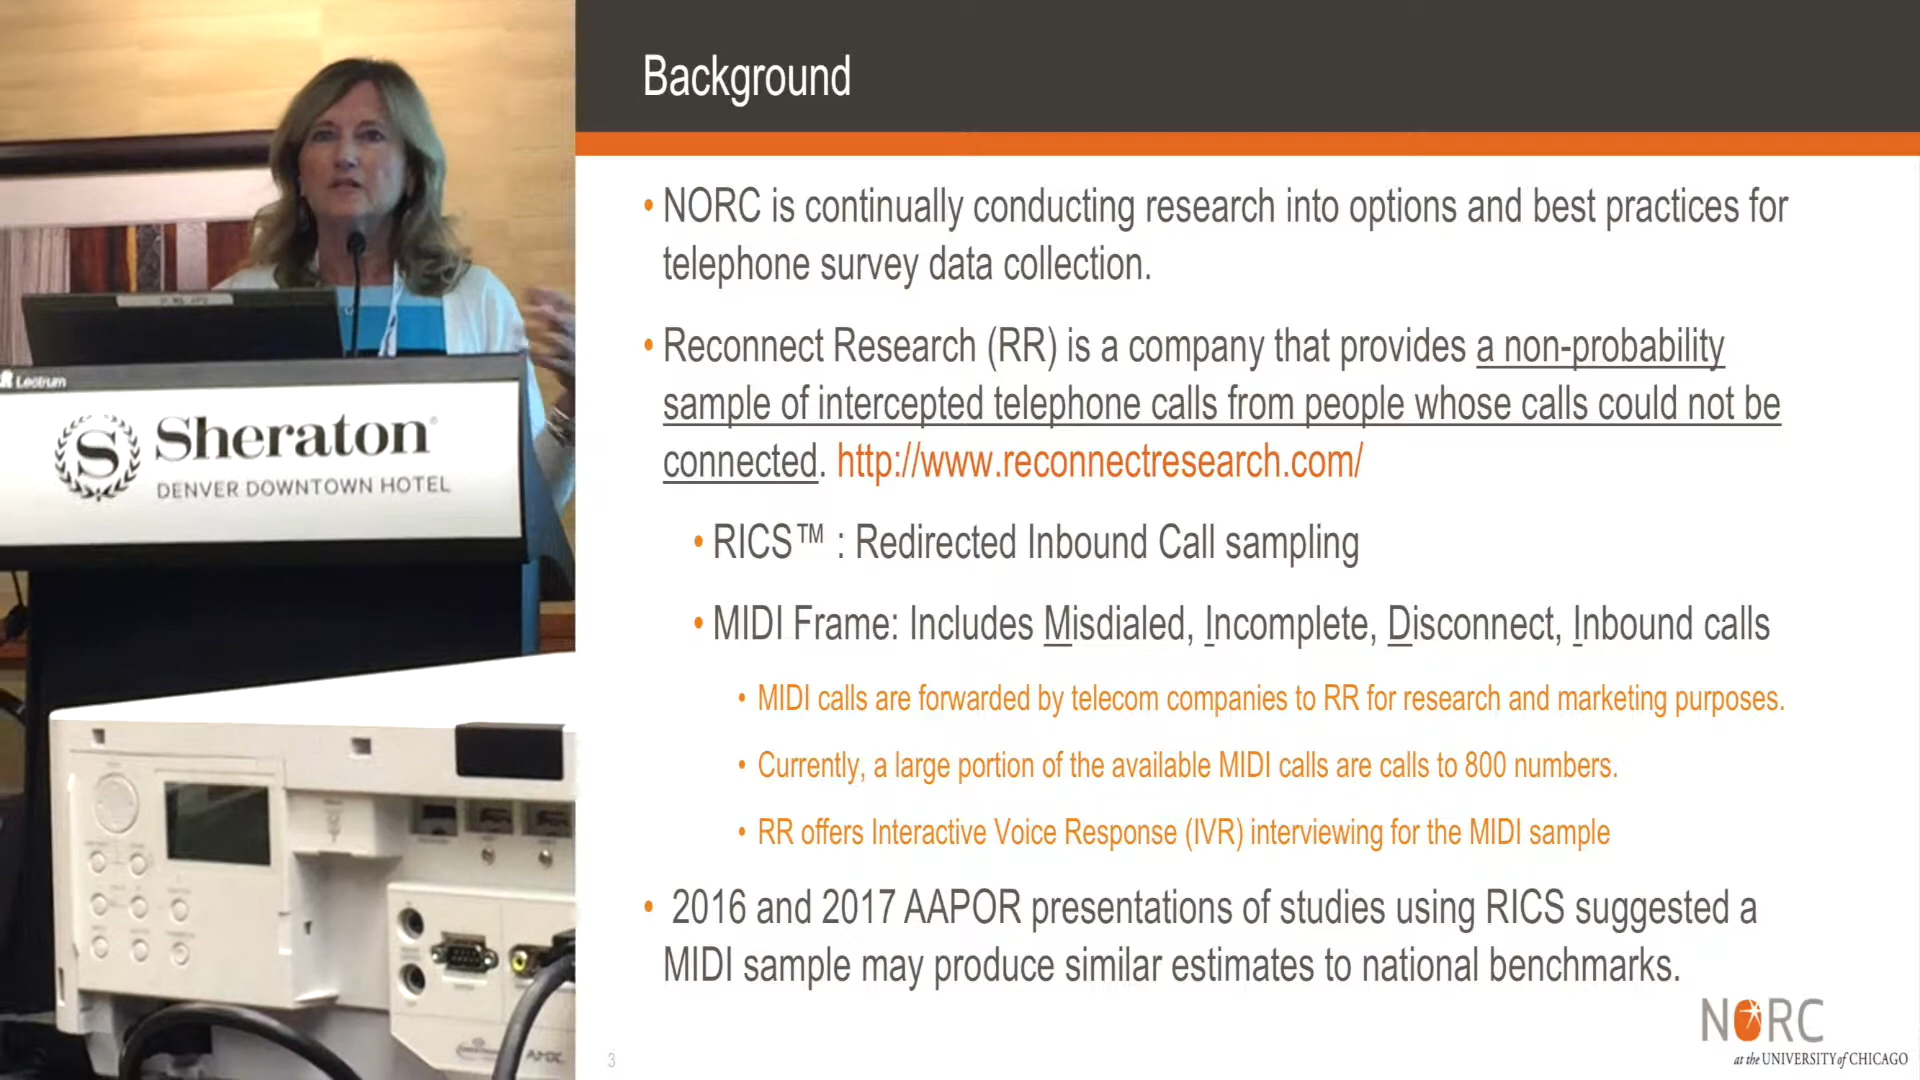 Background
• NORC is continually conducting research into options and best practices for
telephone survey data collection.
• Reconnect Research (RR) is a company that provides a non-probability
sample of intercepted telephone calls from people whose calls could not be
connected. http://www.reconnectresearch.com/
• RICS™ : Redirected Inbound Call sampling
• MIDI Frame: Includes Misdialed, Incomplete, Disconnect, Inbound calls
• MIDI calls are forwarded by telecom companies to RR for research and marketing purposes.
• Currently, a large portion of the available MIDI calls are calls to 800 numbers.
• RR offers Interactive Voice Response (IVR) interviewing for the MIDI sample
• 2016 and 2017 AAPOR presentations of studies using RICS suggested a
MIDI sample may produce similar estimates to national benchmarks.
3
NORC
at the UNIVERSITY of CHICAGO
Lectrum
S
Sheraton
DENVER DOWNTOWN HOTEL
AMX